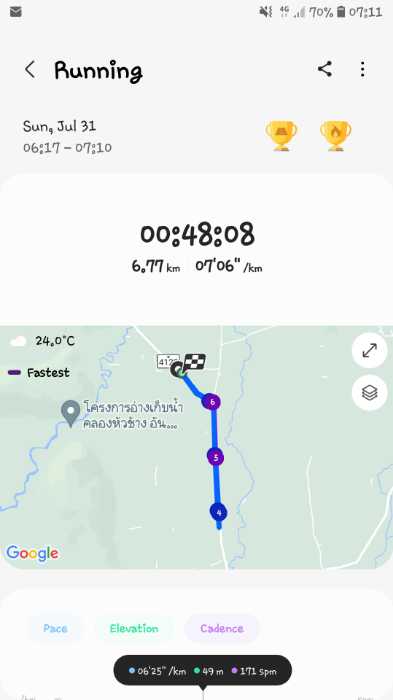 4G 70% 07:11
Running
Sun, Jul 31
06:17 – 07:10
00:48:08
6.77 km 07'06" /km
24.0°C
Fastest
6
โครงการอ่างเก็บน้ำ
คลองหัวช้าง อัน...
5
4
Google
Pace Elevation Cadence
06'25" /km 49 m 171 spm